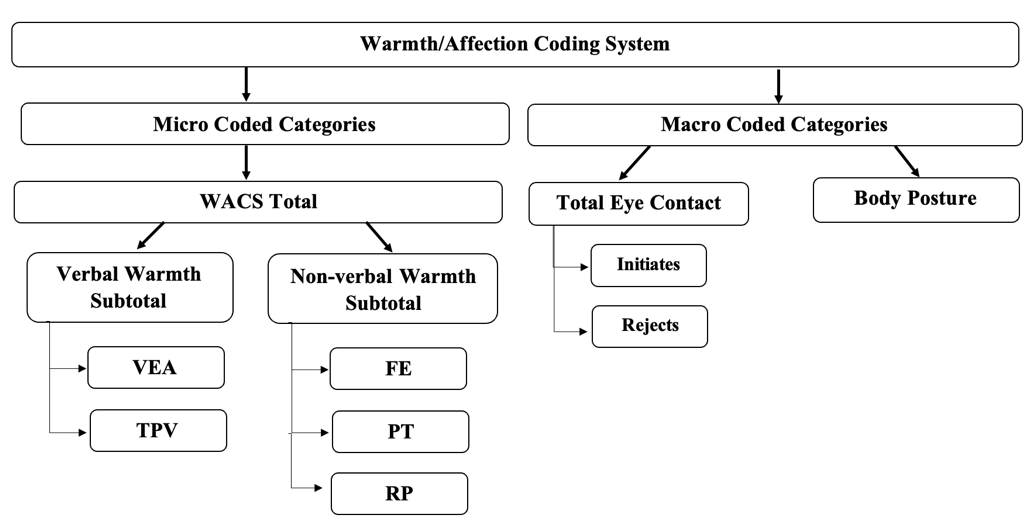 Warmth/Affection Coding System
Micro Coded Categories
Macro Coded Categories
WACS Total
Total Eye Contact
Body Posture
Verbal Warmth
Subtotal
Non-verbal Warmth
Subtotal
Initiates
Rejects
VEA
FE
TPV
PT
RP